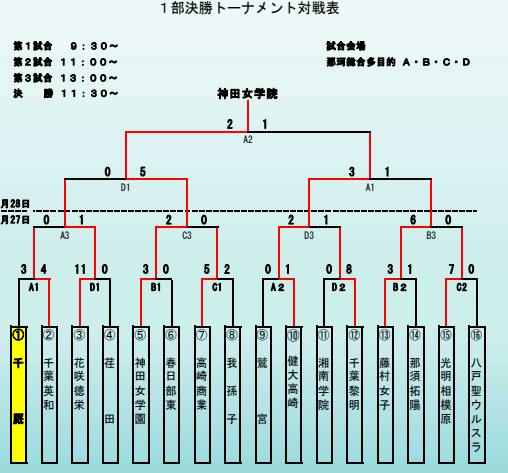 １部決勝トーナメント対戦表
第１試合　９：３０～
試合会場
第２試合 １１：００～
那珂総合多目的 Ａ・Ｂ・Ｃ・Ｄ
第３試合 １３：００～
決　　勝 １１：３０～
神田女学院
2 1
A2
0 5 3 1
D1 A1
月28日
月27日 0 1 2 0 2 1 6 0
A3 C3 D3 B3
3 4 11 0 3 0 5 2 0 1 0 8 3 1 7 0
A1 D1 B1 C1 A２ D２ B２ C2
① 千厩
② 千葉英和
③ 花咲徳栄
④ 荏田
⑤ 神田女学園
⑥ 春日部東
⑦ 高崎商業
⑧ 我孫子
⑨ 鷲宮
⑩ 健大高崎
⑪ 湘南学院
⑫ 千葉黎明
⑬ 藤村女子
⑭ 那須拓陽
⑮ 光明相模原
⑯ 八戸聖ウルスラ